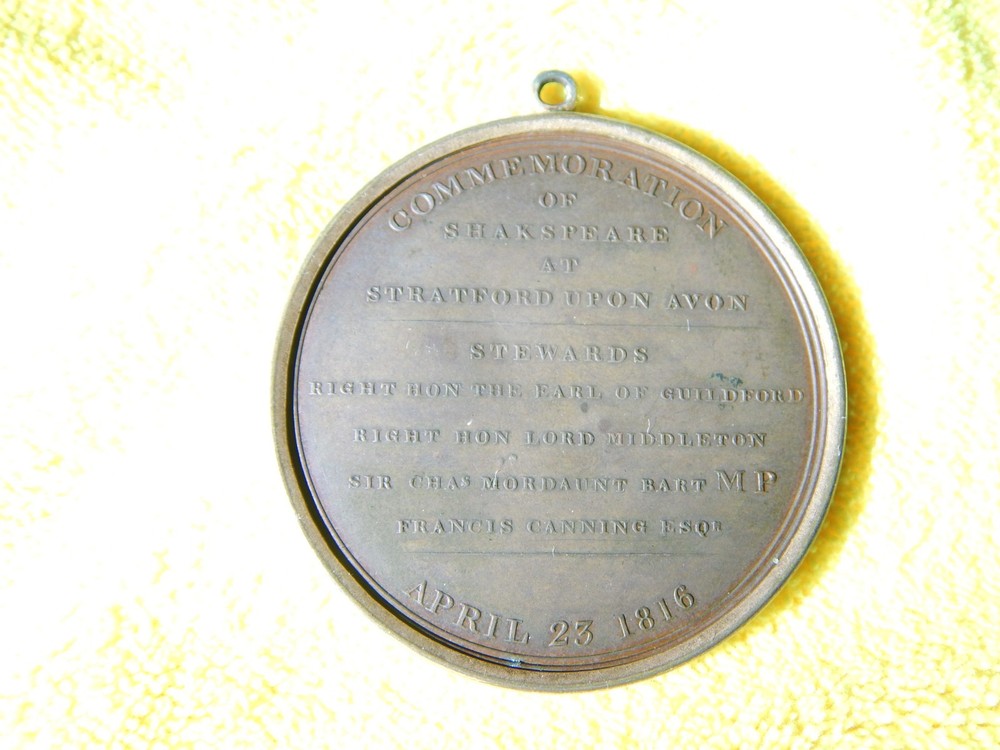 COMMEMORATION
OF
SHAKSPEARE
AT
STRATFORD UPON AVON
STEWARDS
RIGHT HON THE EARL OF GUILDFORD
RIGHT HON LORD MIDDLETON
SIR CHAS MORDAUNT BART M P
FRANCIS CANNING ESQR
APRIL 23 1816